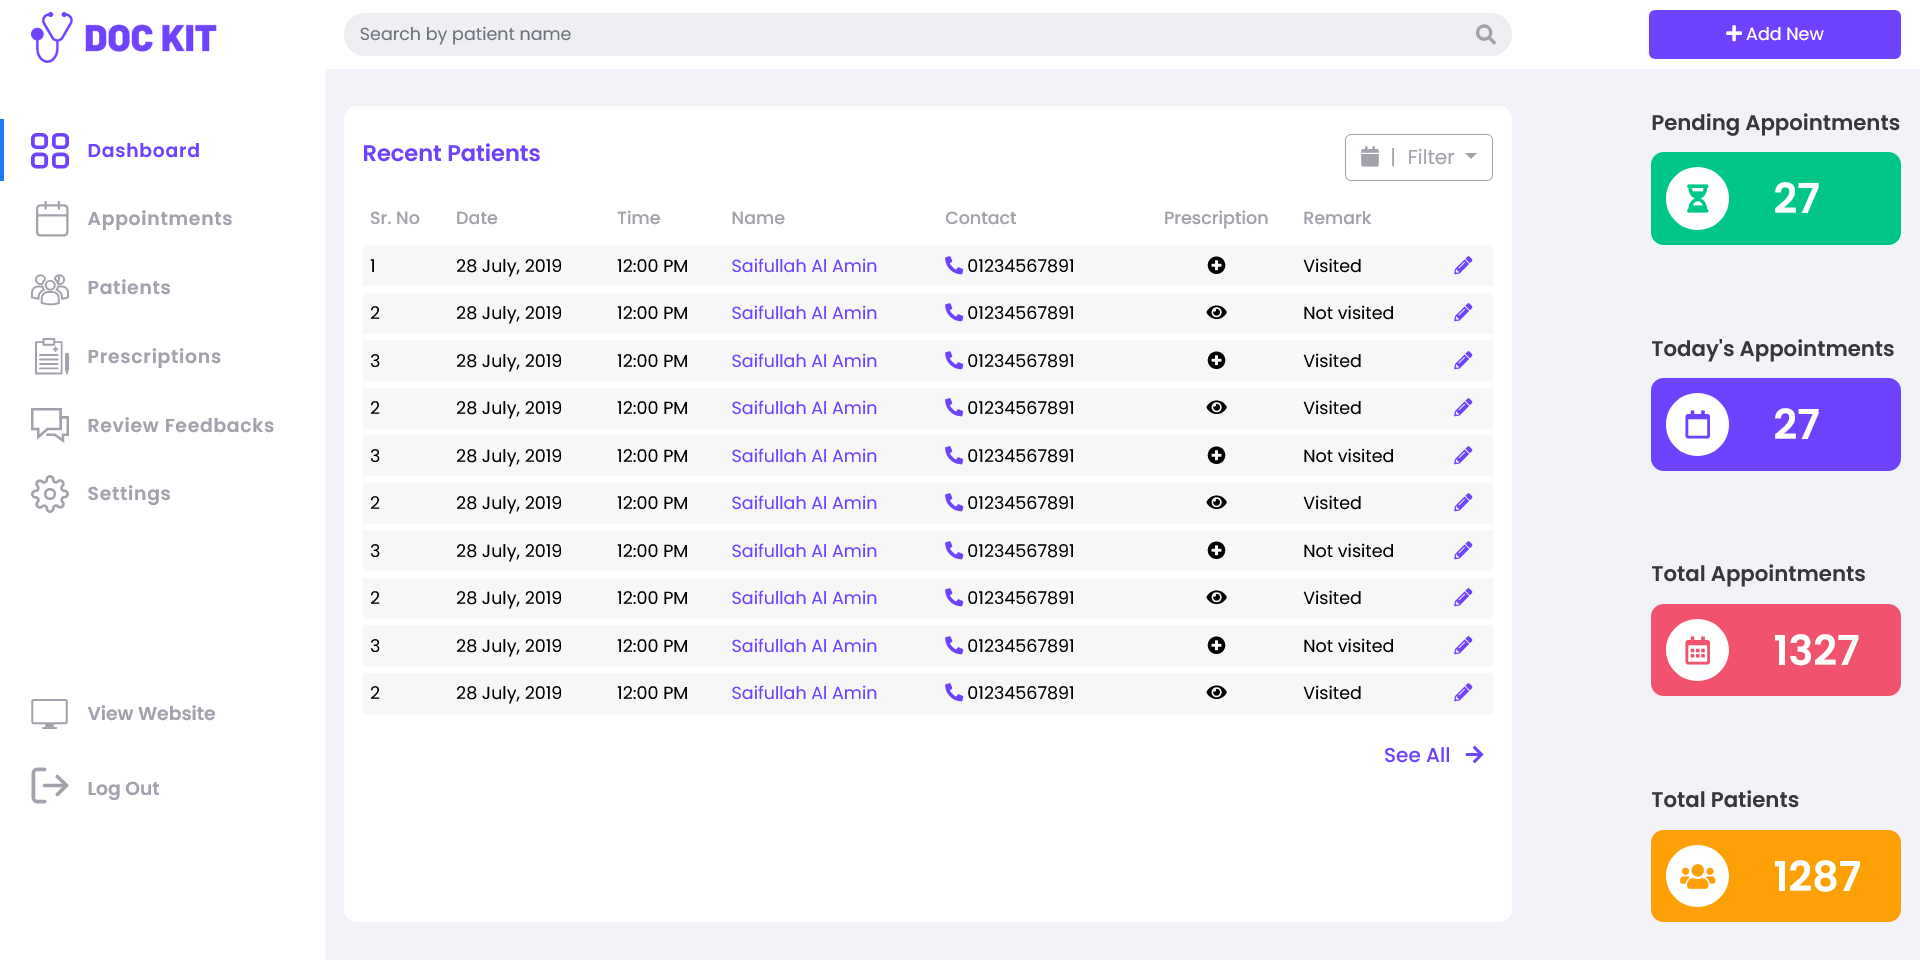 DOC KIT
Search by patient name
Add New
Dashboard
Appointments
Patients
Prescriptions
Review Feedbacks
Settings
View Website
Log Out
Recent Patients
| Filter
Sr. No Date Time Name Contact Prescription Remark
1 28 July, 2019 12:00 PM Saifullah Al Amin 01234567891 Visited
2 28 July, 2019 12:00 PM Saifullah Al Amin 01234567891 Not visited
3 28 July, 2019 12:00 PM Saifullah Al Amin 01234567891 Visited
2 28 July, 2019 12:00 PM Saifullah Al Amin 01234567891 Visited
3 28 July, 2019 12:00 PM Saifullah Al Amin 01234567891 Not visited
2 28 July, 2019 12:00 PM Saifullah Al Amin 01234567891 Visited
3 28 July, 2019 12:00 PM Saifullah Al Amin 01234567891 Not visited
2 28 July, 2019 12:00 PM Saifullah Al Amin 01234567891 Visited
3 28 July, 2019 12:00 PM Saifullah Al Amin 01234567891 Not visited
2 28 July, 2019 12:00 PM Saifullah Al Amin 01234567891 Visited
See All
Pending Appointments
27
Today's Appointments
27
Total Appointments
1327
Total Patients
1287